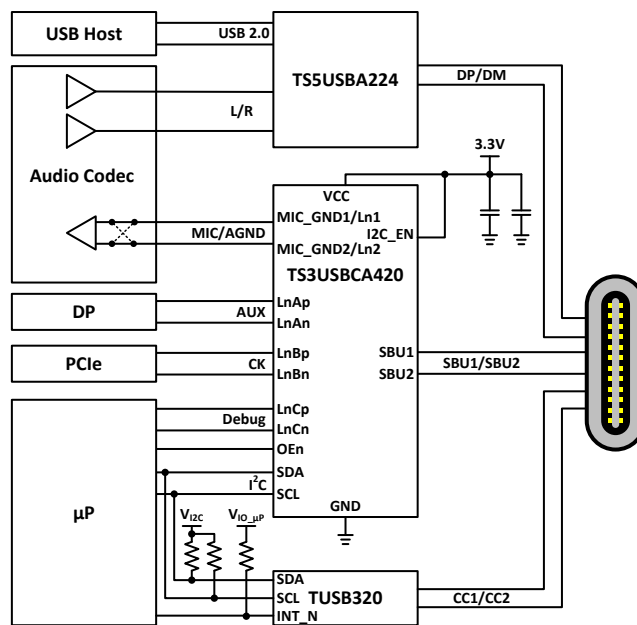 USB Host
USB 2.0
TS5USBA224
DP/DM
L/R
Audio Codec
3.3V
VCC
MIC_GND1/Ln1
I2C_EN
MIC/AGND
MIC_GND2/Ln2
TS3USBCA420
DP
LnAp
AUX
LnAn
PCIe
LnBp
SBU1
CK
LnBn
SBU2
SBU1/SBU2
LnCp
Debug
LnCn
OEn
SDA
I²C
SCL
µP
GND
V_I2C
V_IO_µP
SDA
SCL
TUSB320
CC1/CC2
INT_N